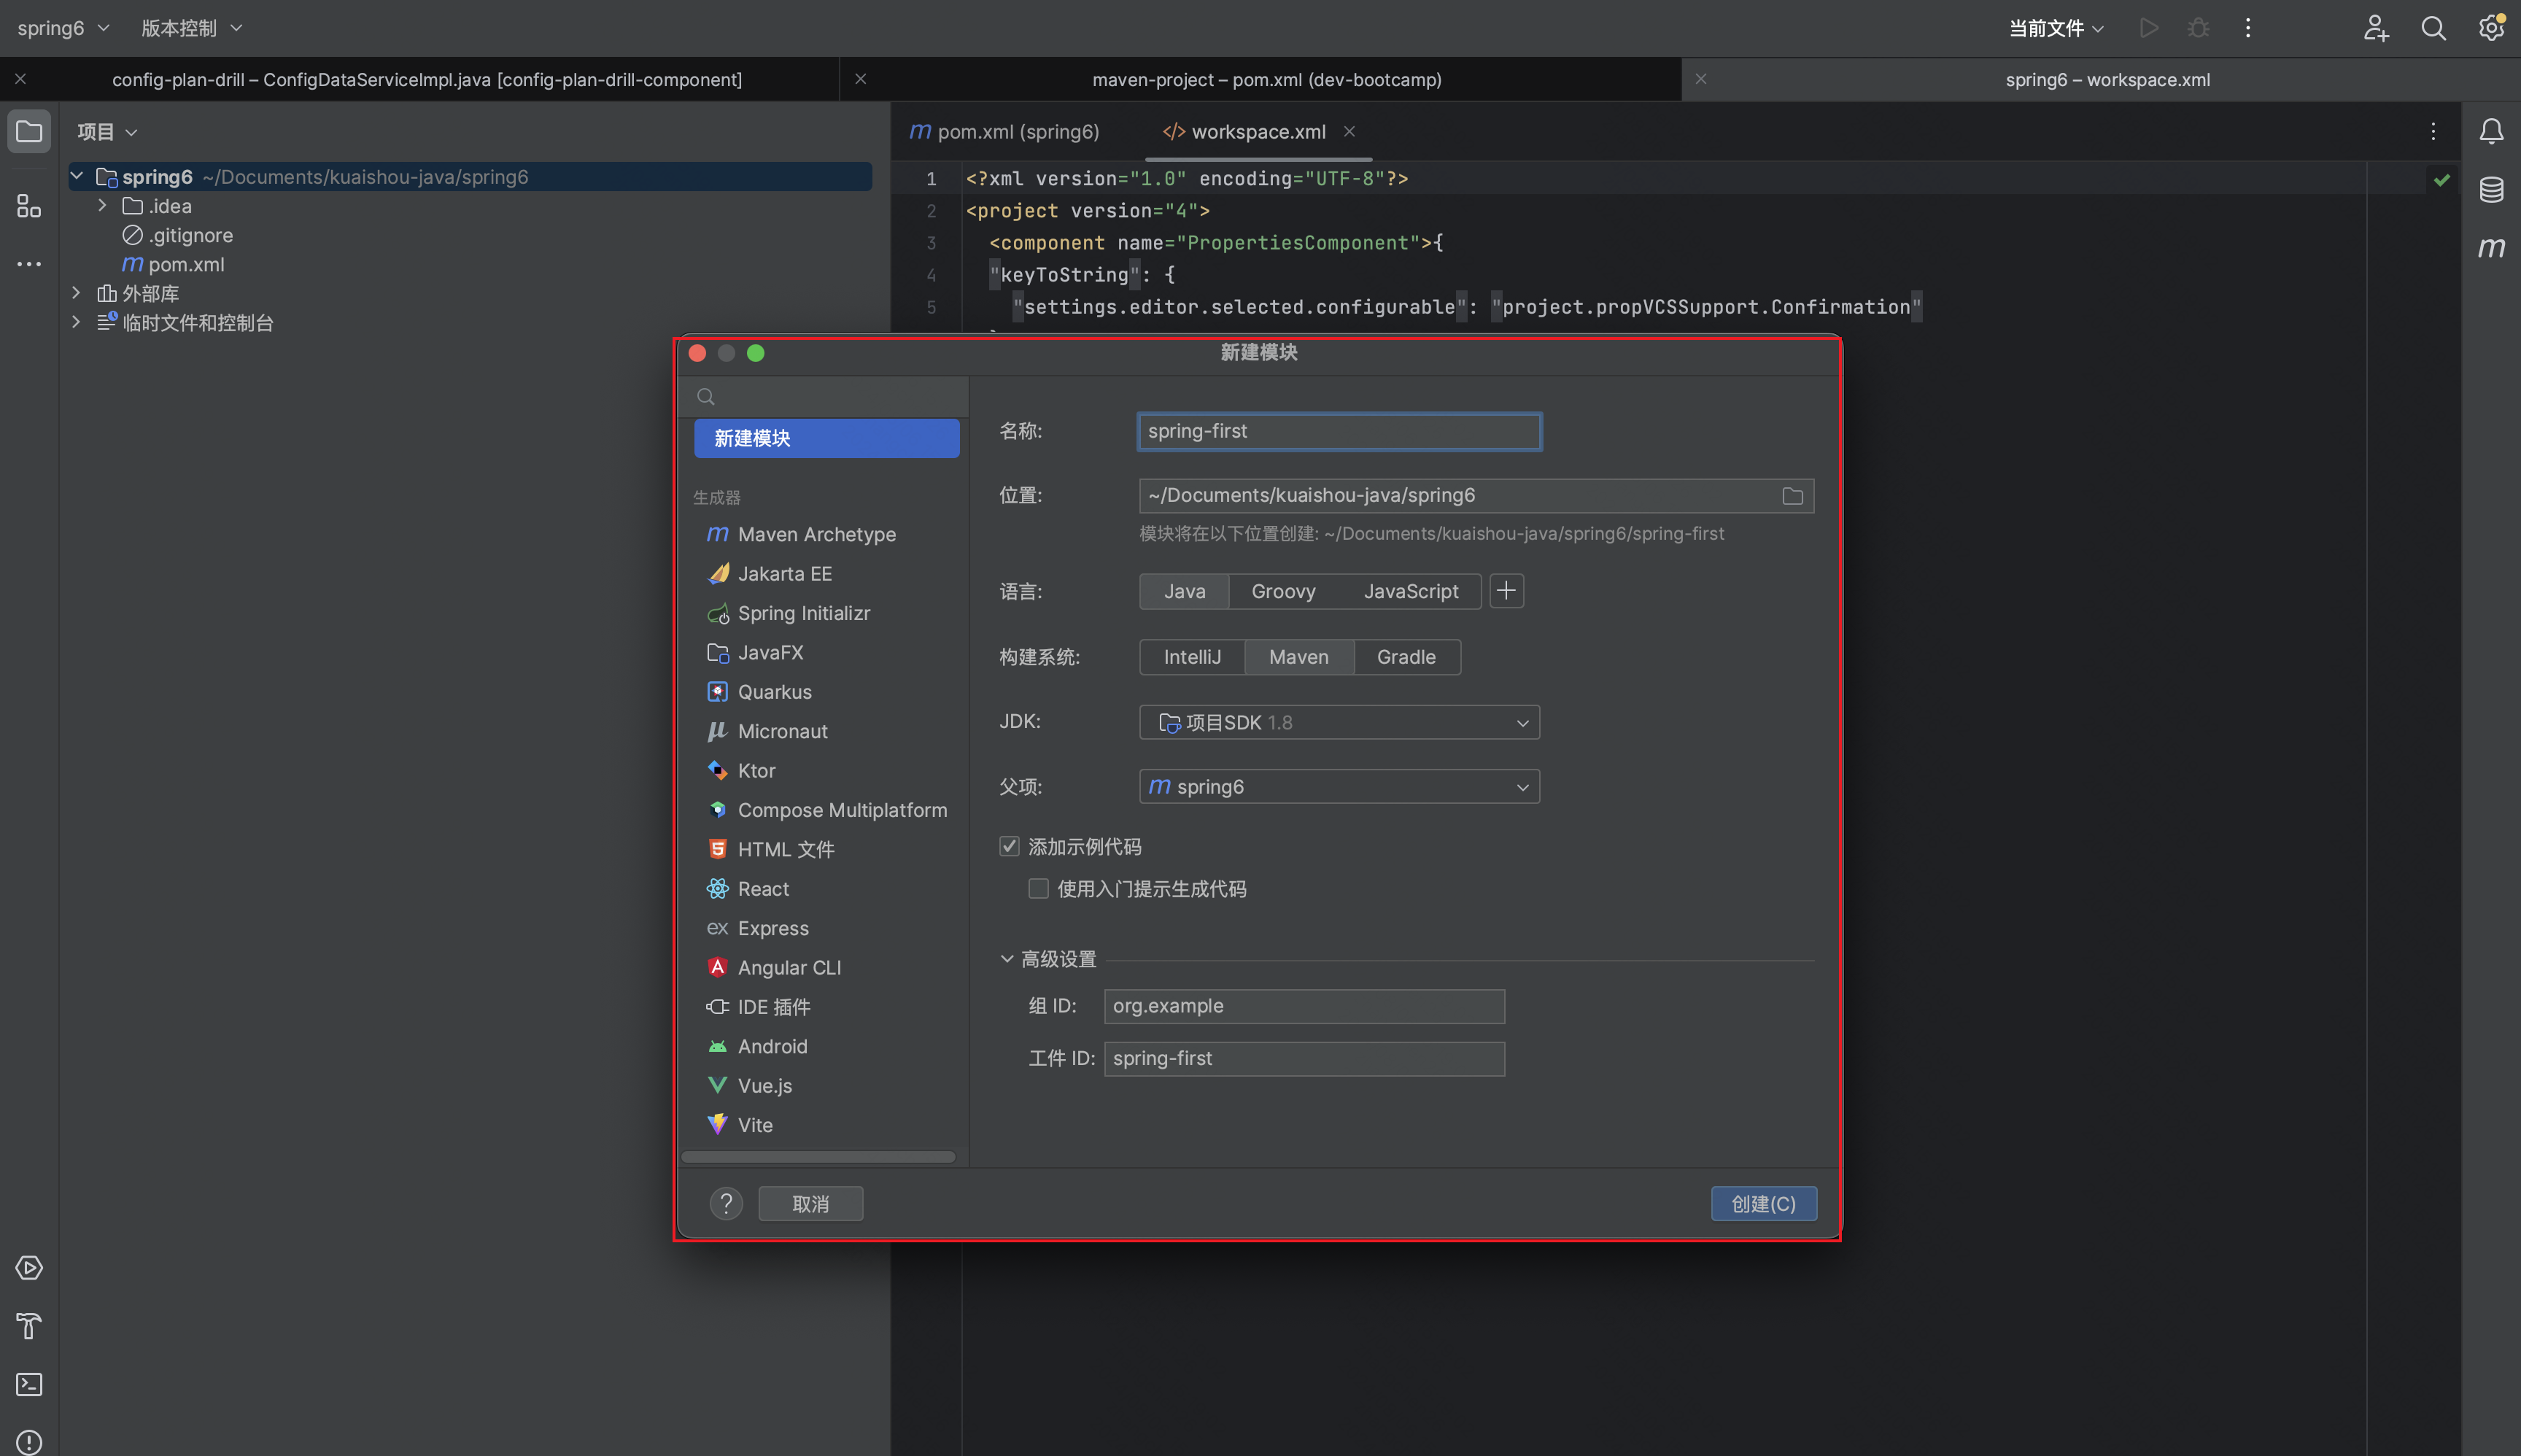 spring6 版本控制 当前文件
config-plan-drill – ConfigDataServiceImpl.java [config-plan-drill-component] maven-project – pom.xml (dev-bootcamp) spring6 – workspace.xml
项目
spring6 ~/Documents/kuaishou-java/spring6
.idea
.gitignore
pom.xml
外部库
临时文件和控制台
pom.xml (spring6) workspace.xml
1 <?xml version="1.0" encoding="UTF-8"?>
2 <project version="4">
3 <component name="PropertiesComponent">{
4 "keyToString": {
5 "settings.editor.selected.configurable": "project.propVCSSupport.Confirmation"
新建模块
新建模块
生成器
Maven Archetype
Jakarta EE
Spring Initializr
JavaFX
Quarkus
Micronaut
Ktor
Compose Multiplatform
HTML 文件
React
Express
Angular CLI
IDE 插件
Android
Vue.js
Vite
名称: spring-first
位置: ~/Documents/kuaishou-java/spring6
模块将在以下位置创建: ~/Documents/kuaishou-java/spring6/spring-first
语言: Java Groovy JavaScript
构建系统: IntelliJ Maven Gradle
JDK: 项目SDK 1.8
父项: spring6
添加示例代码
使用入门提示生成代码
高级设置
组 ID: org.example
工件 ID: spring-first
? 取消 创建(C)